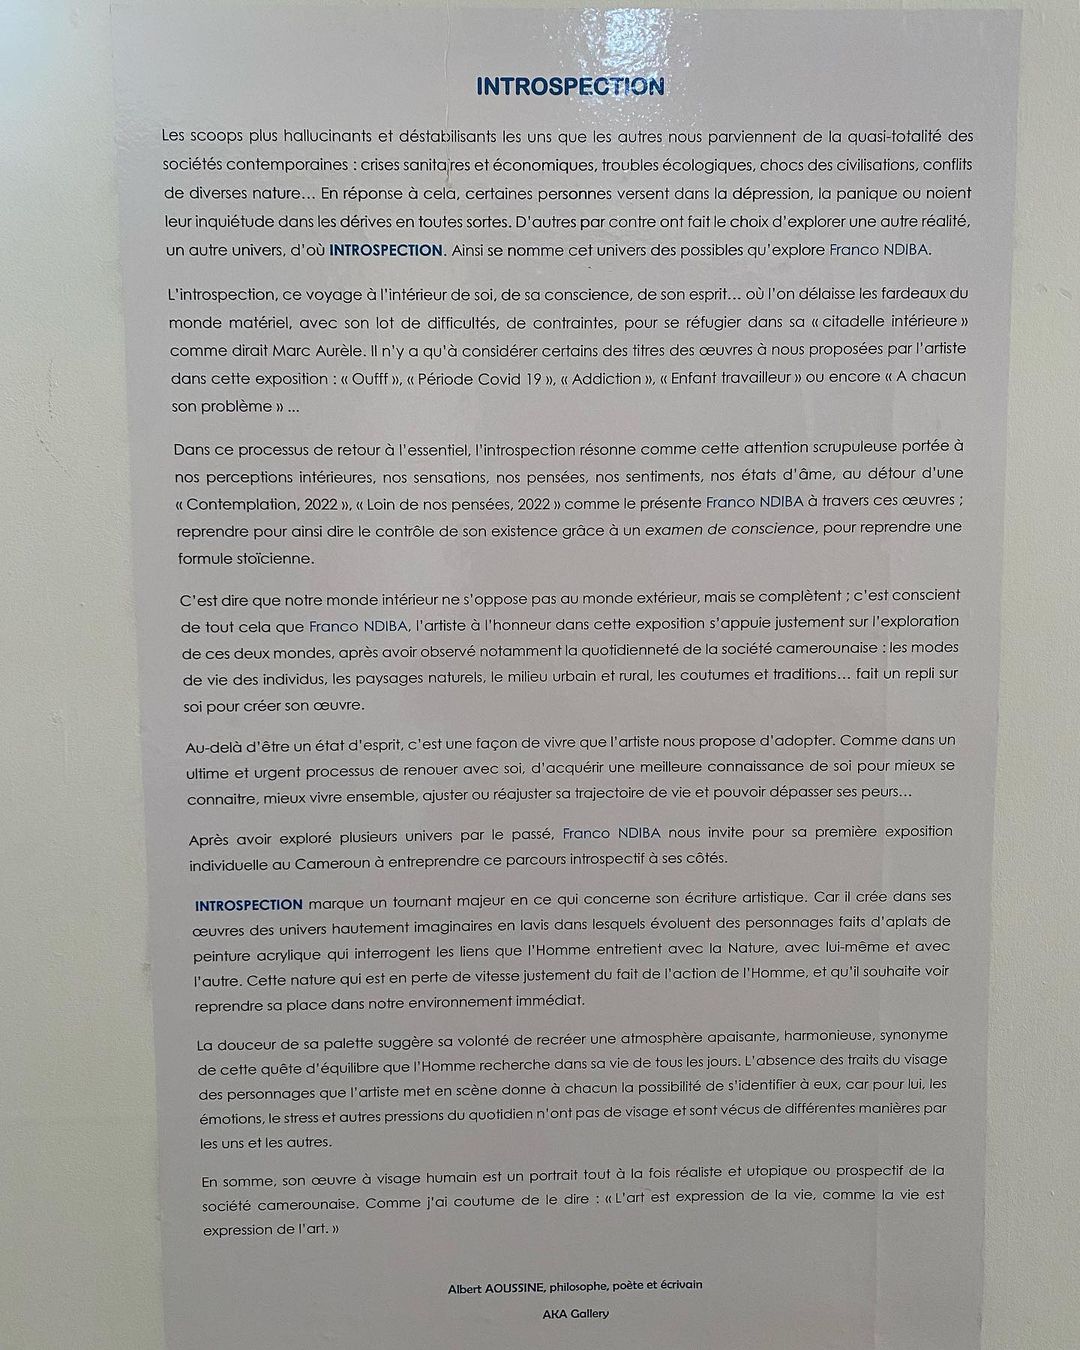 INTROSPECTION
Les scoops plus hallucinants et déstabilisants les uns que les autres nous parviennent de la quasi-totalité des
sociétés contemporaines : crises sanitaires et économiques, troubles écologiques, chocs des civilisations, conflits
de diverses nature... En réponse à cela, certaines personnes versent dans la dépression, la panique ou noient
leur inquiétude dans les dérives en toutes sortes. D'autres par contre ont fait le choix d'explorer une autre réalité,
un autre univers, d'où INTROSPECTION. Ainsi se nomme cet univers des possibles qu'explore Franco NDIBA.
L'introspection, ce voyage à l'intérieur de soi, de sa conscience, de son esprit... où l'on délaisse les fardeaux du
monde matériel, avec son lot de difficultés, de contraintes, pour se réfugier dans sa « citadelle intérieure »
comme dirait Marc Aurèle. Il n'y a qu'à considérer certains des titres des œuvres à nous proposées par l'artiste
dans cette exposition : « Oufff », « Période Covid 19 », « Addiction », « Enfant travailleur » ou encore « A chacun
son problème » ...
Dans ce processus de retour à l'essentiel, l'introspection résonne comme cette attention scrupuleuse portée à
nos perceptions intérieures, nos sensations, nos pensées, nos sentiments, nos états d'âme, au détour d'une
« Contemplation, 2022 », « Loin de nos pensées, 2022 » comme le présente Franco NDIBA à travers ces œuvres ;
reprendre pour ainsi dire le contrôle de son existence grâce à un examen de conscience, pour reprendre une
formule stoïcienne.
C'est dire que notre monde intérieur ne s'oppose pas au monde extérieur, mais se complètent ; c'est conscient
de tout cela que Franco NDIBA, l'artiste à l'honneur dans cette exposition s'appuie justement sur l'exploration
de ces deux mondes, après avoir observé notamment la quotidienneté de la société camerounaise : les modes
de vie des individus, les paysages naturels, le milieu urbain et rural, les coutumes et traditions... fait un repli sur
soi pour créer son œuvre.
Au-delà d'être un état d'esprit, c'est une façon de vivre que l'artiste nous propose d'adopter. Comme dans un
ultime et urgent processus de renouer avec soi, d'acquérir une meilleure connaissance de soi pour mieux se
connaitre, mieux vivre ensemble, ajuster ou réajuster sa trajectoire de vie et pouvoir dépasser ses peurs...
Après avoir exploré plusieurs univers par le passé, Franco NDIBA nous invite pour sa première exposition
individuelle au Cameroun à entreprendre ce parcours introspectif à ses côtés.
INTROSPECTION marque un tournant majeur en ce qui concerne son écriture artistique. Car il crée dans ses
œuvres des univers hautement imaginaires en lavis dans lesquels évoluent des personnages faits d'aplats de
peinture acrylique qui interrogent les liens que l'Homme entretient avec la Nature, avec lui-même et avec
l'autre. Cette nature qui est en perte de vitesse justement du fait de l'action de l'Homme, et qu'il souhaite voir
reprendre sa place dans notre environnement immédiat.
La douceur de sa palette suggère sa volonté de recréer une atmosphère apaisante, harmonieuse, synonyme
de cette quête d'équilibre que l'Homme recherche dans sa vie de tous les jours. L'absence des traits du visage
des personnages que l'artiste met en scène donne à chacun la possibilité de s'identifier à eux, car pour lui, les
émotions, le stress et autres pressions du quotidien n'ont pas de visage et sont vécus de différentes manières par
les uns et les autres.
En somme, son œuvre à visage humain est un portrait tout à la fois réaliste et utopique ou prospectif de la
société camerounaise. Comme j'ai coutume de le dire : « L'art est expression de la vie, comme la vie est
expression de l'art. »
Albert AOUSSINE, philosophe, poète et écrivain
AKA Gallery